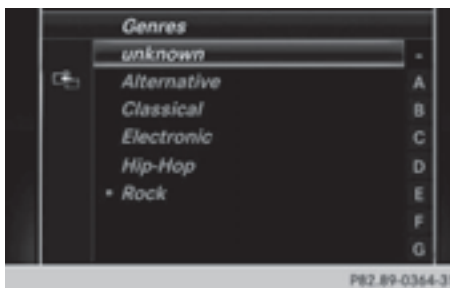 Genres
unknown -
Alternative A
Classical B
Electronic C
Hip-Hop D
• Rock E
F
G
P82.89-0364-31